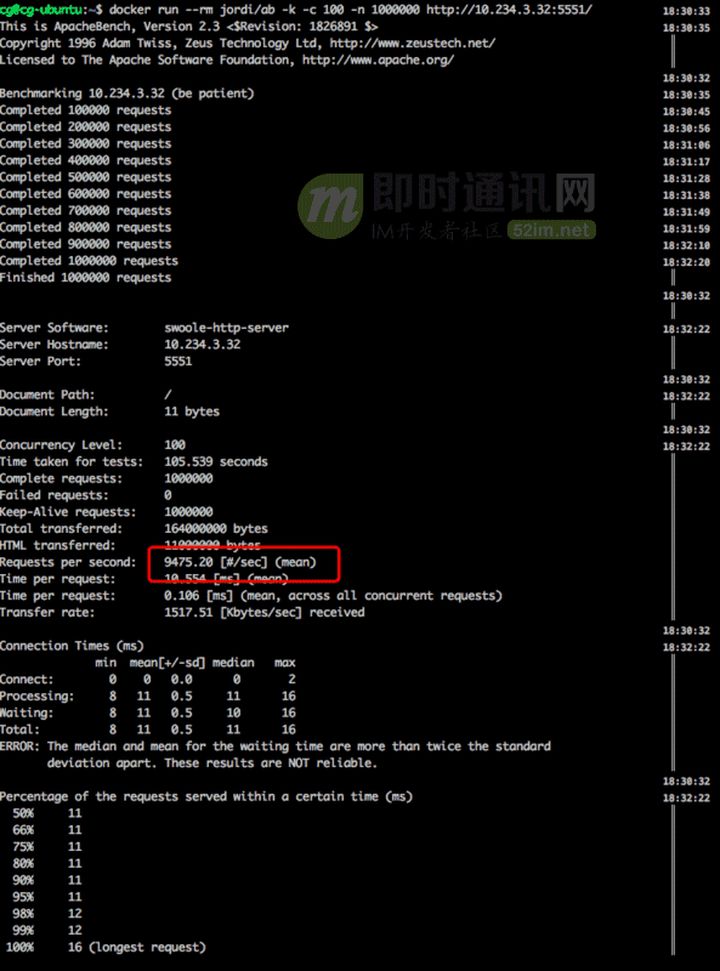 cg@cg-ubuntu:~$ docker run --rm jordi/ab -k -c 100 -n 1000000 http://10.234.3.32:5551/ 18:30:33
This is ApacheBench, Version 2.3 <$Revision: 1826891 $> 18:30:35
Copyright 1996 Adam Twiss, Zeus Technology Ltd, http://www.zeustech.net/
Licensed to The Apache Software Foundation, http://www.apache.org/
18:30:32
Benchmarking 10.234.3.32 (be patient) 18:30:35
Completed 100000 requests 18:30:45
Completed 200000 requests 18:30:56
Completed 300000 requests 18:31:06
Completed 400000 requests 18:31:17
Completed 500000 requests 18:31:28
Completed 600000 requests 18:31:38
Completed 700000 requests 18:31:49
Completed 800000 requests 18:31:59
Completed 900000 requests 18:32:10
Completed 1000000 requests 18:32:20
Finished 1000000 requests
m 即时通讯网
IM开发者社区 52im.net
18:30:32
Server Software: swoole-http-server 18:32:22
Server Hostname: 10.234.3.32
Server Port: 5551
18:30:32
Document Path: / 18:32:22
Document Length: 11 bytes
18:30:32
Concurrency Level: 100 18:32:22
Time taken for tests: 105.539 seconds
Complete requests: 1000000
Failed requests: 0
Keep-Alive requests: 1000000
Total transferred: 164000000 bytes
HTML transferred: 11000000 bytes
Requests per second: 9475.20 [#/sec] (mean)
Time per request: 10.554 [ms] (mean)
Time per request: 0.106 [ms] (mean, across all concurrent requests)
Transfer rate: 1517.51 [Kbytes/sec] received
18:30:32
Connection Times (ms) 18:32:22
min mean[+/-sd] median max
Connect: 0 0 0.0 0 2
Processing: 8 11 0.5 11 16
Waiting: 8 11 0.5 10 16
Total: 8 11 0.5 11 16
ERROR: The median and mean for the waiting time are more than twice the standard
deviation apart. These results are NOT reliable.
18:30:32
Percentage of the requests served within a certain time (ms) 18:32:22
50% 11
66% 11
75% 11
80% 11
90% 11
95% 11
98% 12
99% 12
100% 16 (longest request)